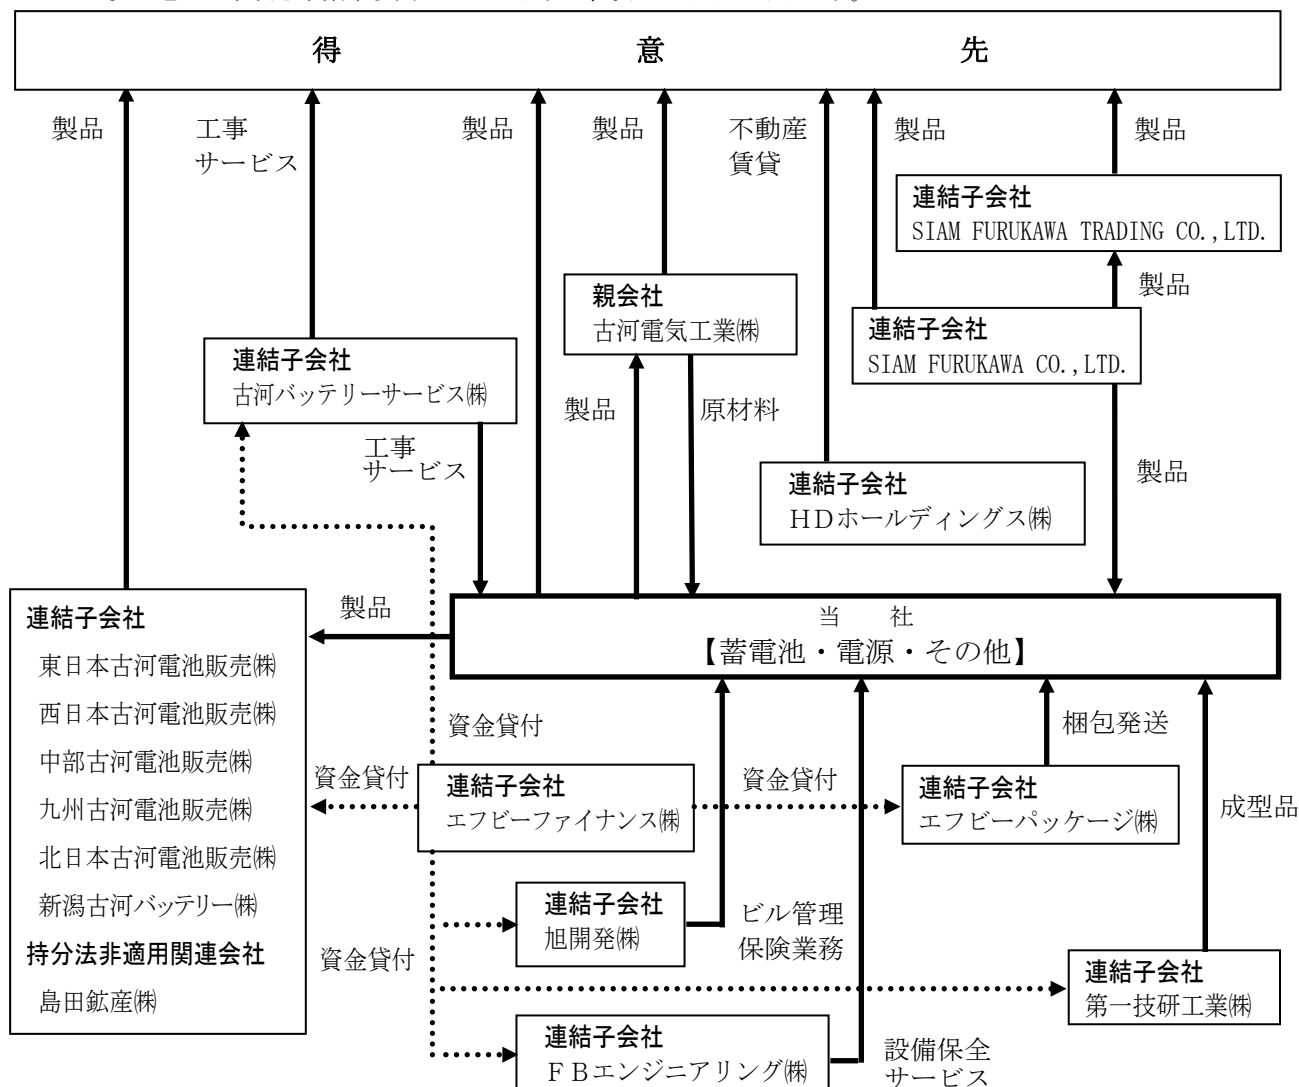 得意先
製品
工事
サービス
製品
製品
不動産
賃貸
製品
製品
連結子会社
SIAM FURUKAWA TRADING CO.,LTD.
製品
親会社
古河電気工業㈱
連結子会社
SIAM FURUKAWA CO.,LTD.
連結子会社
古河バッテリーサービス㈱
製品
原材料
工事
サービス
製品
連結子会社
HDホールディングス㈱
製品
当社
【蓄電池・電源・その他】
連結子会社
東日本古河電池販売㈱
西日本古河電池販売㈱
中部古河電池販売㈱
九州古河電池販売㈱
北日本古河電池販売㈱
新潟古河バッテリー㈱
持分法非適用関連会社
島田鉱産㈱
資金貸付
梱包発送
資金貸付
連結子会社
エフビーファイナンス㈱
資金貸付
連結子会社
エフビーパッケージ㈱
成型品
連結子会社
旭開発㈱
ビル管理
保険業務
資金貸付
連結子会社
第一技研工業㈱
連結子会社
FBエンジニアリング㈱
設備保全
サービス